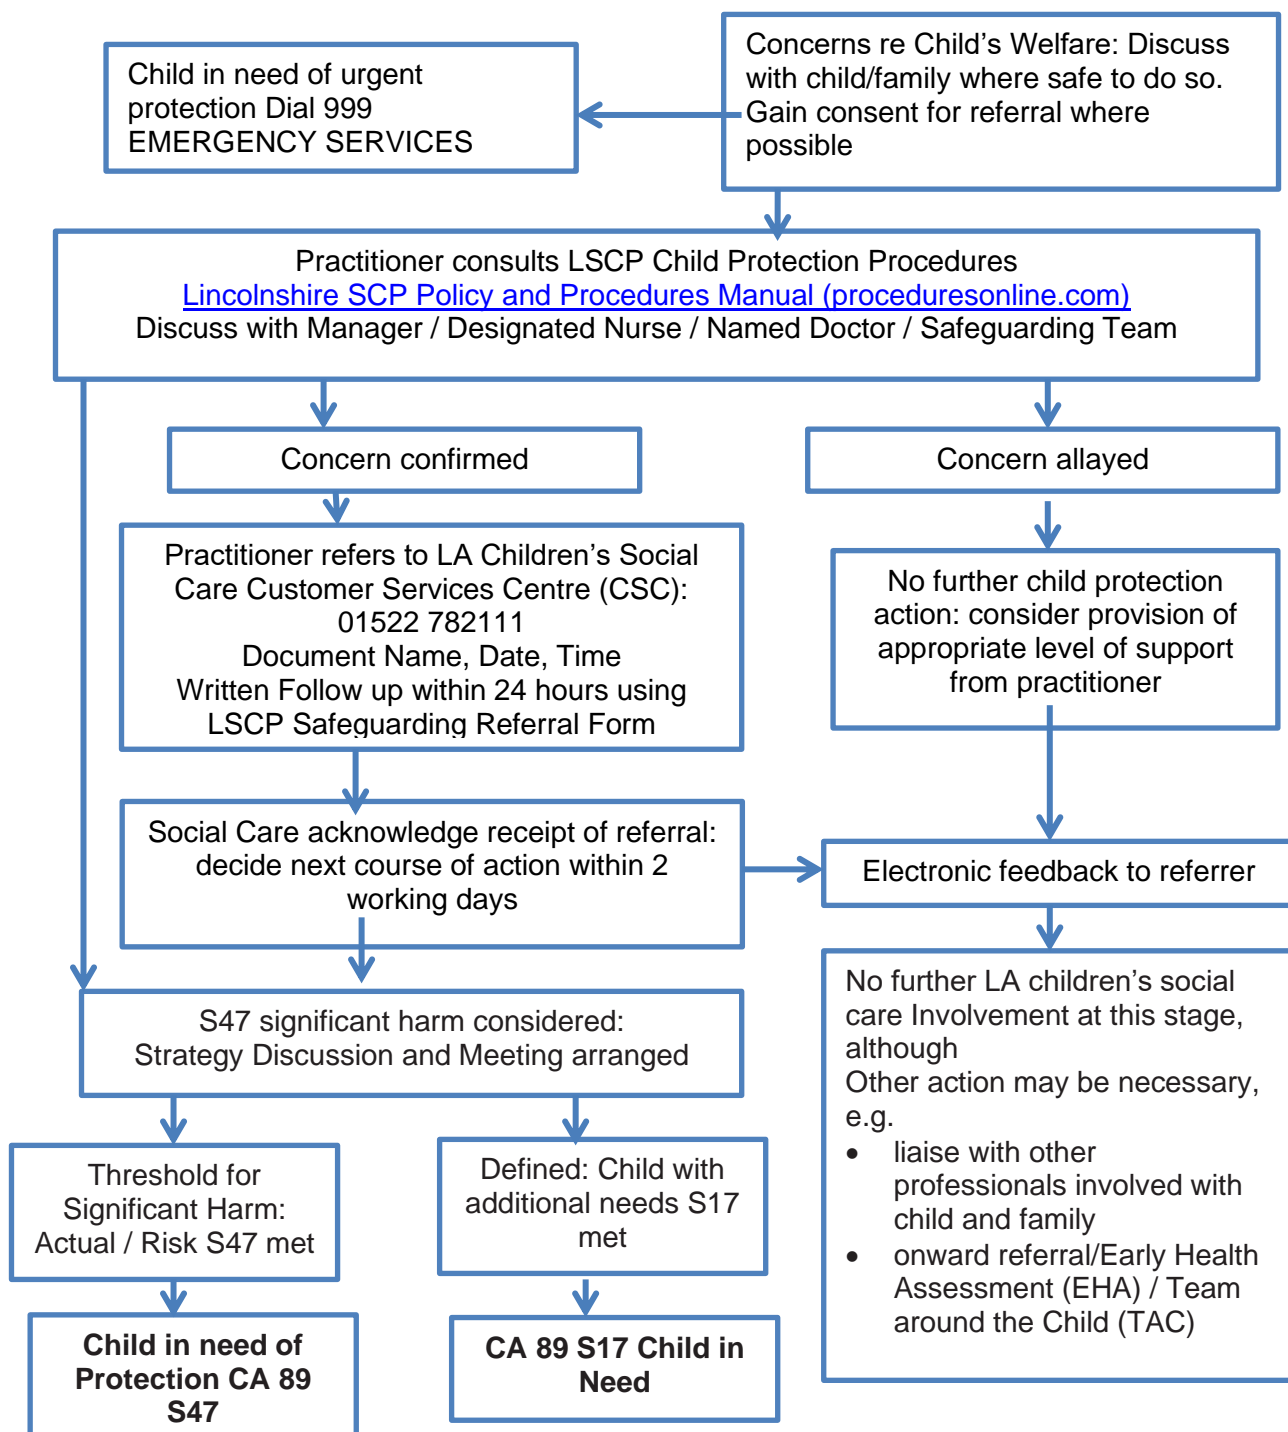 Child in need of urgent
protection Dial 999
EMERGENCY SERVICES
Concerns re Child’s Welfare: Discuss
with child/family where safe to do so.
Gain consent for referral where
possible
Practitioner consults LSCP Child Protection Procedures
Lincolnshire SCP Policy and Procedures Manual (proceduresonline.com)
Discuss with Manager / Designated Nurse / Named Doctor / Safeguarding Team
Concern confirmed
Concern allayed
Practitioner refers to LA Children’s Social
Care Customer Services Centre (CSC):
01522 782111
Document Name, Date, Time
Written Follow up within 24 hours using
LSCP Safeguarding Referral Form
No further child protection
action: consider provision of
appropriate level of support
from practitioner
Social Care acknowledge receipt of referral:
decide next course of action within 2
working days
Electronic feedback to referrer
S47 significant harm considered:
Strategy Discussion and Meeting arranged
No further LA children’s social
care Involvement at this stage,
although
Other action may be necessary,
e.g.
• liaise with other
professionals involved with
child and family
• onward referral/Early Health
Assessment (EHA) / Team
around the Child (TAC)
Threshold for
Significant Harm:
Actual / Risk S47 met
Defined: Child with
additional needs S17
met
Child in need of
Protection CA 89
S47
CA 89 S17 Child in
Need